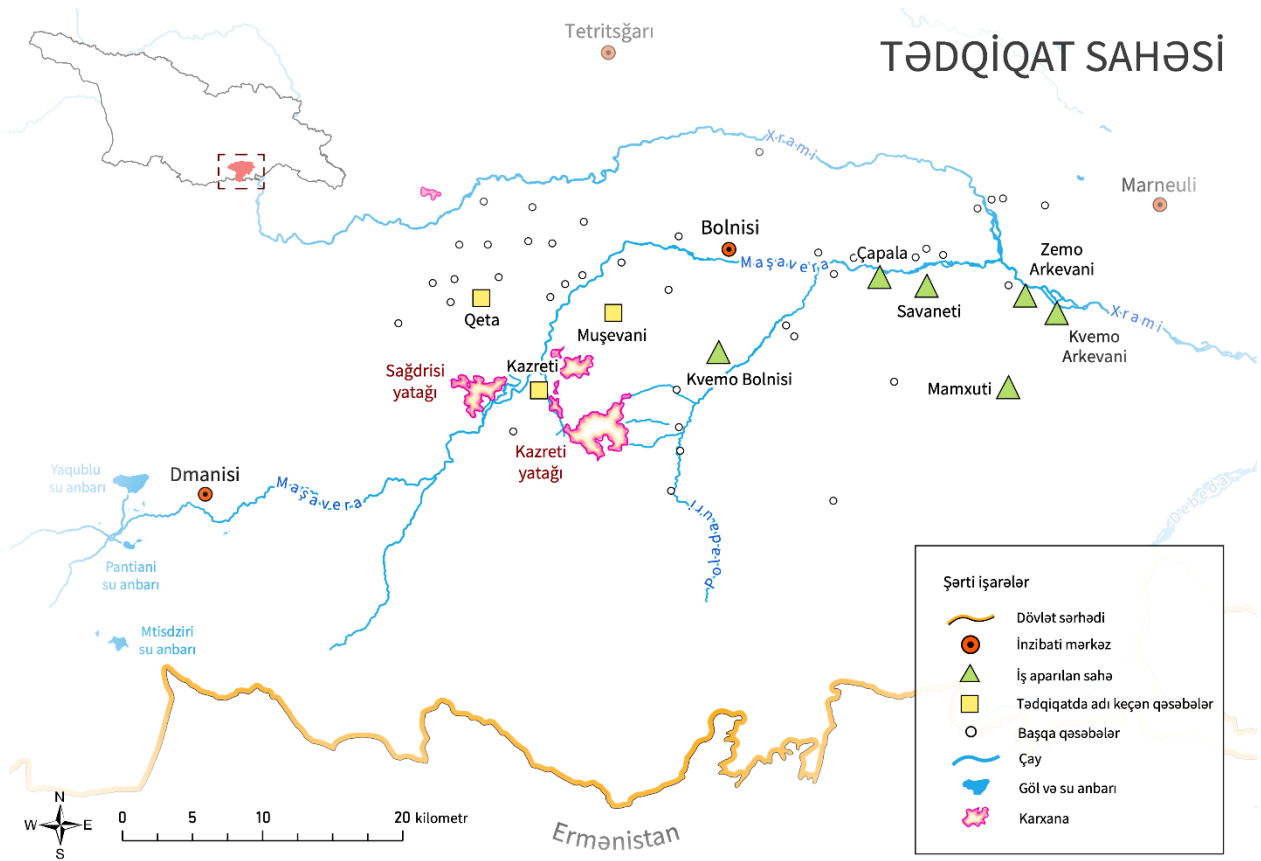 TƏDQİQAT SAHƏSİ
Tetritsğarı
Xrami
Marneuli
Bolnisi
Maşavera
Çapala
Zemo
Arkevani
Savaneti
Xrami
Kvemo
Arkevani
Qeta
Muşevani
Kazreti
Sağdrisi
yatağı
Kvemo Bolnisi
Mamxuti
Kazreti
yatağı
Yaqublu
su anbarı
Dmanisi
Maşavera
Poladauri
Debeda
Pantiani
su anbarı
Mtisdziri
su anbarı
Şərti işarələr
Dövlət sərhədi
İnzibati mərkəz
İş aparılan sahə
Tədqiqatda adı keçən qəsəbələr
Başqa qəsəbələr
Çay
Göl və su anbarı
Karxana
N
W E
S
0 5 10 20 kilometr
Ermənistan